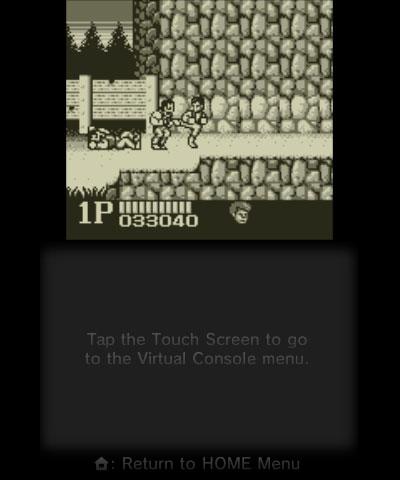 1P
033040
Tap the Touch Screen to go
to the Virtual Console menu.
: Return to HOME Menu